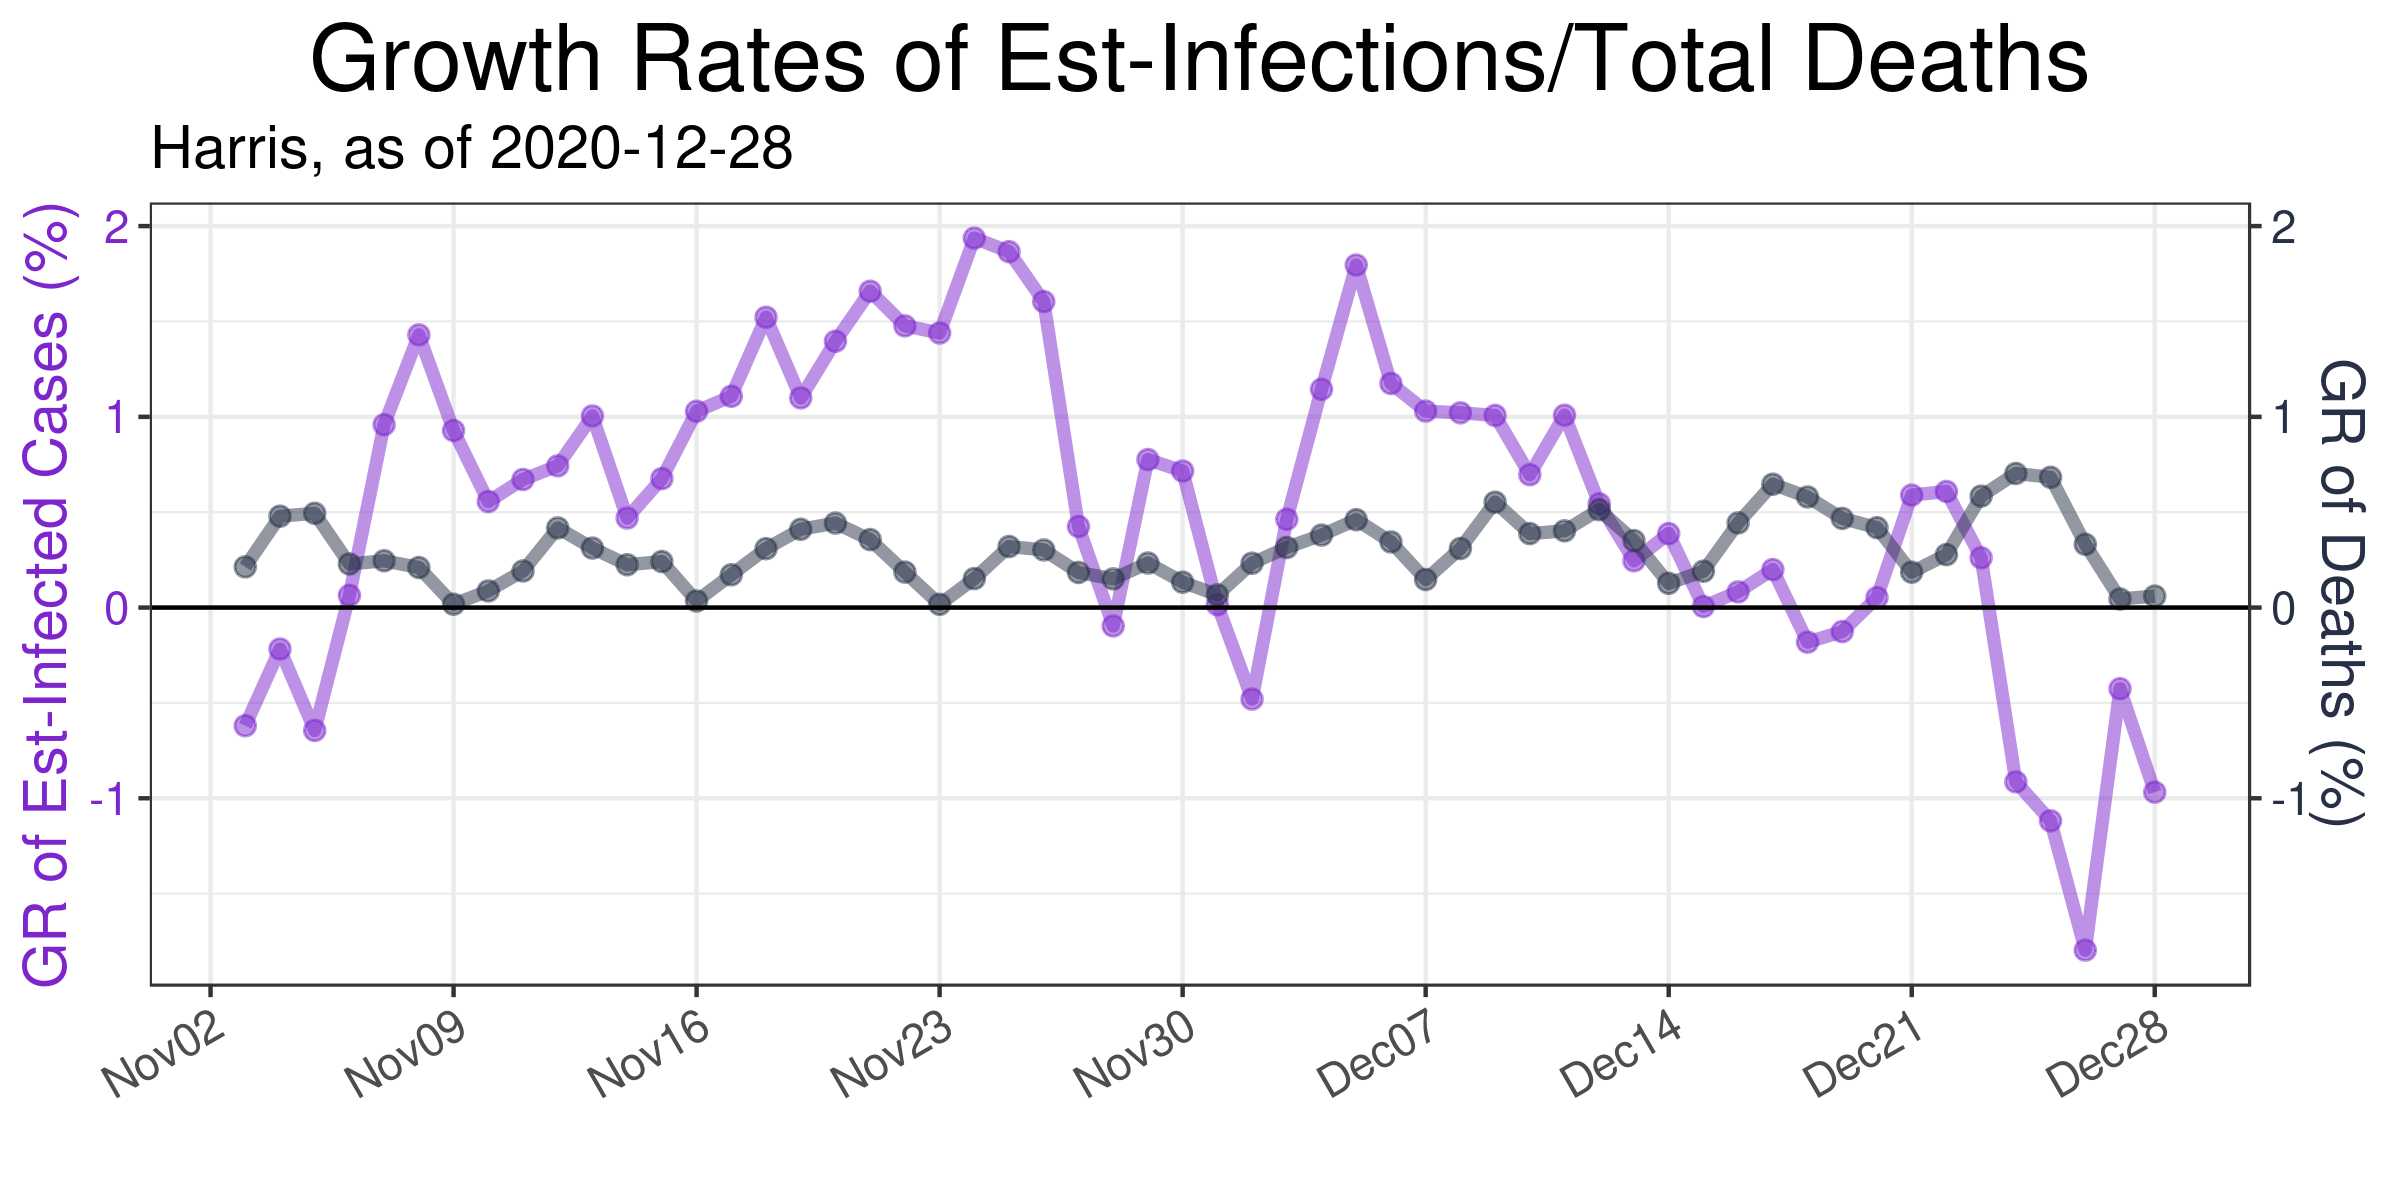 Growth Rates of Est-Infections/Total Deaths
Harris, as of 2020-12-28
GR of Est-Infected Cases (%)
2
1
0
-1
2
1
0
-1
GR of Deaths (%)
Nov02
Nov09
Nov16
Nov23
Nov30
Dec07
Dec14
Dec21
Dec28